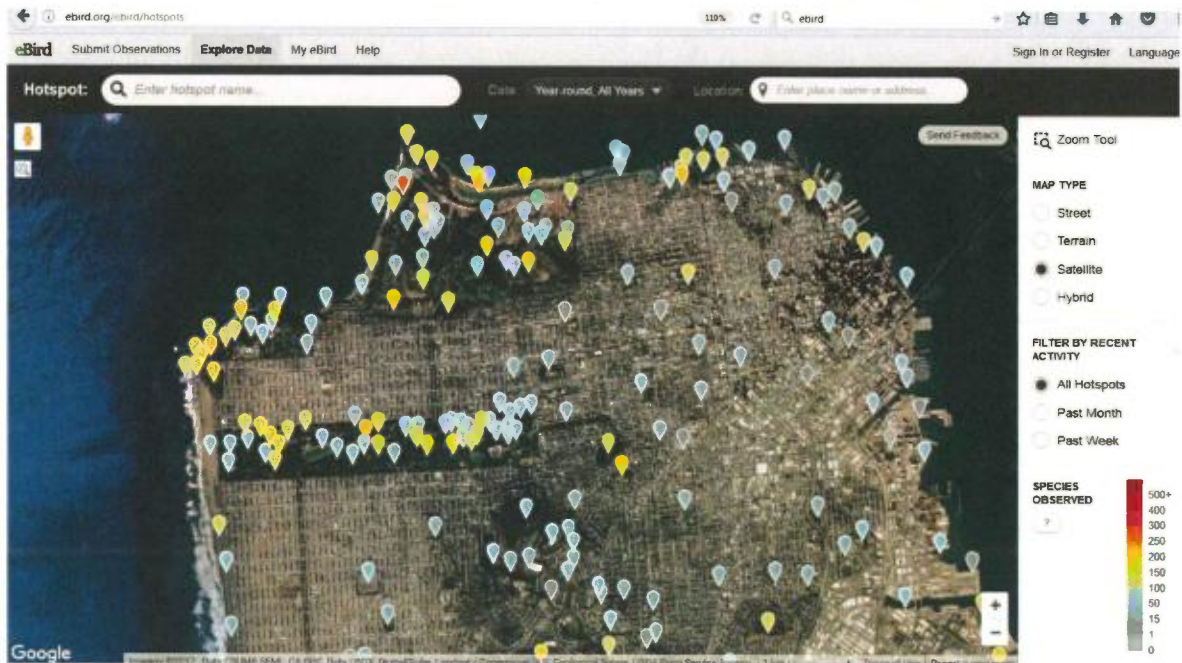 ebird.org/ebird/hotspots
110%
ebird
eBird Submit Observations Explore Data My eBird Help
Sign In or Register Language
Hotspot: Enter hotspot name...
Date Year-round, All Years
Location Enter place name or address
Send Feedback
Zoom Tool
MAP TYPE
Street
Terrain
Satellite
Hybrid
FILTER BY RECENT
ACTIVITY
All Hotspots
Past Month
Past Week
SPECIES
OBSERVED
?
500+
400
300
250
200
150
100
50
15
1
0
+
−
Google